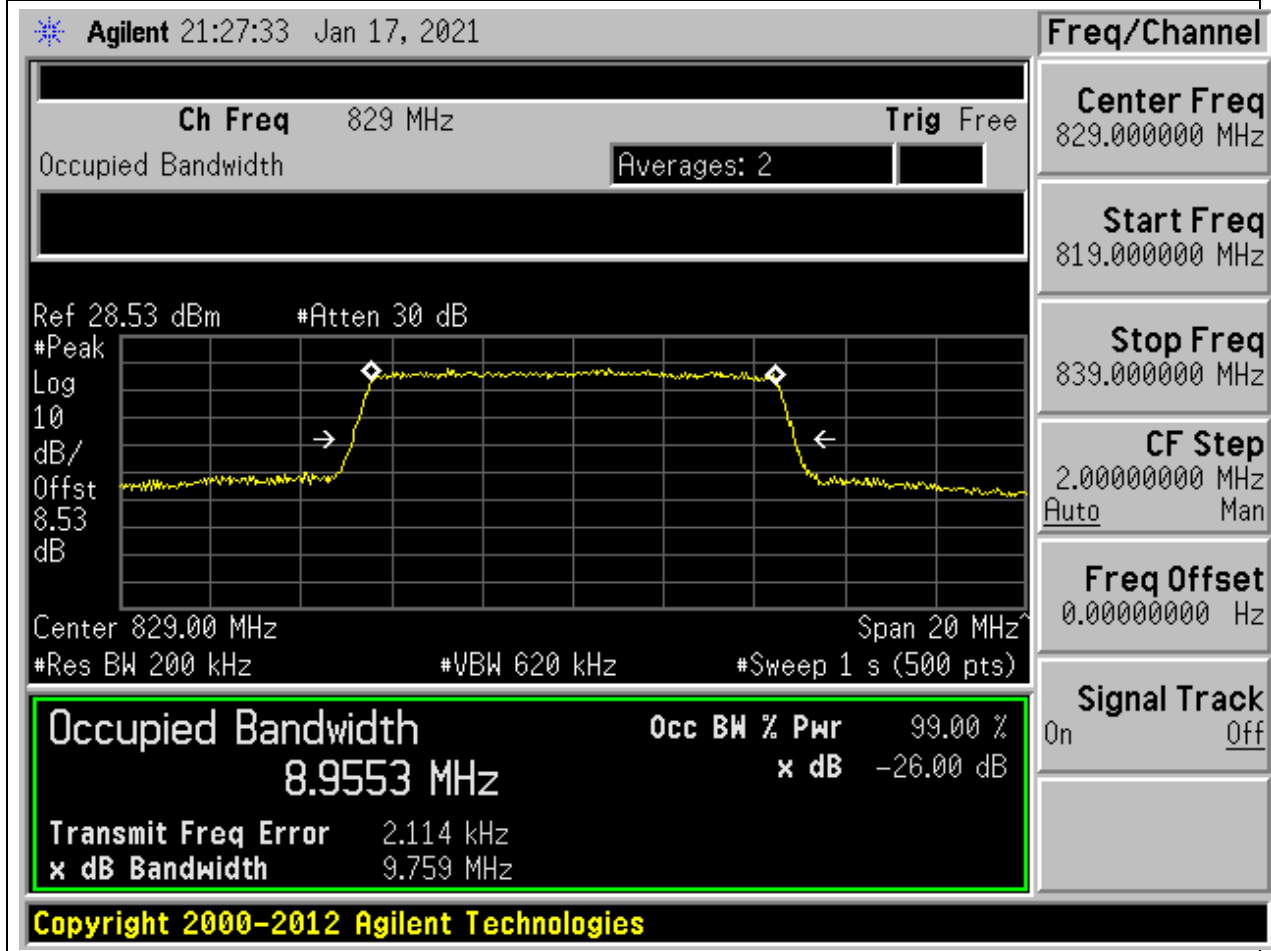 Agilent 21:27:33 Jan 17, 2021
Ch Freq 829 MHz Trig Free
Occupied Bandwidth Averages: 2
Ref 28.53 dBm #Atten 30 dB
#Peak
Log
10
dB/
Offst
8.53
dB
Center 829.00 MHz Span 20 MHz^
#Res BW 200 kHz #VBW 620 kHz #Sweep 1 s (500 pts)
Occupied Bandwidth Occ BW % Pwr 99.00 %
8.9553 MHz x dB -26.00 dB
Transmit Freq Error 2.114 kHz
x dB Bandwidth 9.759 MHz
Copyright 2000-2012 Agilent Technologies
Freq/Channel
Center Freq
829.000000 MHz
Start Freq
819.000000 MHz
Stop Freq
839.000000 MHz
CF Step
2.00000000 MHz
Auto Man
Freq Offset
0.00000000 Hz
Signal Track
On Off